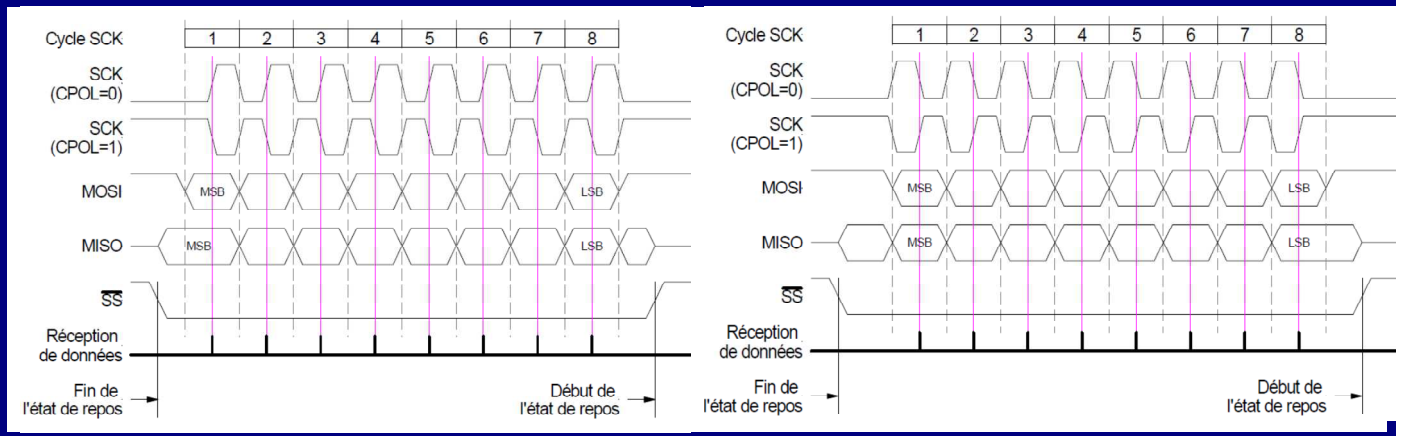 Cycle SCK 1 2 3 4 5 6 7 8
SCK
(CPOL=0)
SCK
(CPOL=1)
MOSI MSB LSB
MISO MSB LSB
SS
Réception
de données
Fin de
l'état de repos
Début de
l'état de repos
Cycle SCK 1 2 3 4 5 6 7 8
SCK
(CPOL=0)
SCK
(CPOL=1)
MOSI MSB LSB
MISO MSB LSB
SS
Réception
de données
Fin de
l'état de repos
Début de
l'état de repos